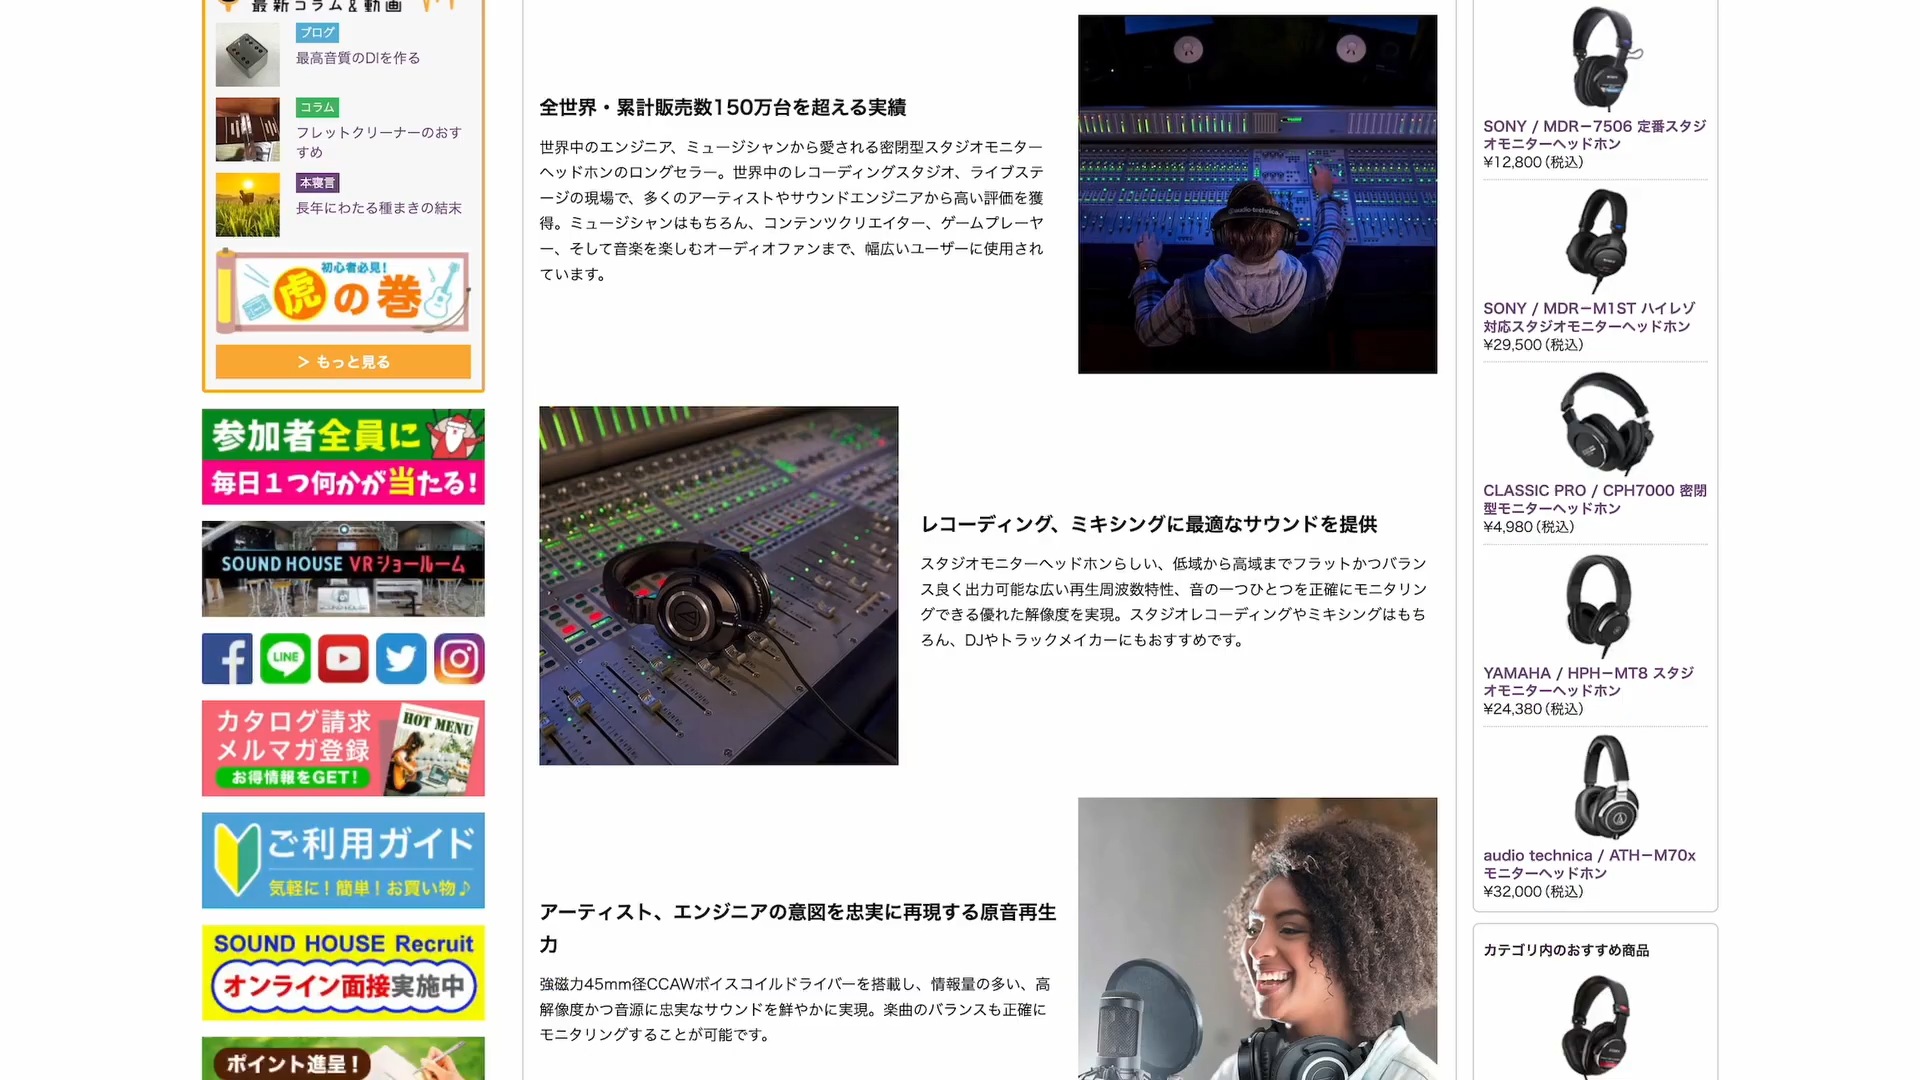 最新コラム&動画
ブログ
最高音質のDIを作る
コラム
フレットクリーナーのおす
すめ
本寝言
長年にわたる種まきの結末
初心者必見!
虎の巻
> もっと見る
参加者全員に
毎日1つ何かが当たる!
SOUND HOUSE VRショールーム
SOUND HOUSE
LINE
カタログ請求
メルマガ登録
お得情報をGET!
HOT MENU
ご利用ガイド
気軽に!簡単!お買い物♪
SOUND HOUSE Recruit
オンライン面接実施中
ポイント進呈!
全世界・累計販売数150万台を超える実績
世界中のエンジニア、ミュージシャンから愛される密閉型スタジオモニター
ヘッドホンのロングセラー。世界中のレコーディングスタジオ、ライブステ
ージの現場で、多くのアーティストやサウンドエンジニアから高い評価を獲
得。ミュージシャンはもちろん、コンテンツクリエイター、ゲームプレーヤ
ー、そして音楽を楽しむオーディオファンまで、幅広いユーザーに使用され
ています。
audio-technica
レコーディング、ミキシングに最適なサウンドを提供
スタジオモニターヘッドホンらしい、低域から高域までフラットかつバラン
ス良く出力可能な広い再生周波数特性、音の一つひとつを正確にモニタリン
グできる優れた解像度を実現。スタジオレコーディングやミキシングはもち
ろん、DJやトラックメイカーにもおすすめです。
アーティスト、エンジニアの意図を忠実に再現する原音再生
力
強磁力45mm径CCAWボイスコイルドライバーを搭載し、情報量の多い、高
解像度かつ音源に忠実なサウンドを鮮やかに実現。楽曲のバランスも正確に
モニタリングすることが可能です。
SONY / MDR−7506 定番スタジ
オモニターヘッドホン
¥12,800(税込)
SONY / MDR−M1ST ハイレゾ
対応スタジオモニターヘッドホン
¥29,500(税込)
CLASSIC PRO / CPH7000 密閉
型モニターヘッドホン
¥4,980(税込)
YAMAHA / HPH−MT8 スタジ
オモニターヘッドホン
¥24,380(税込)
audio technica / ATH−M70x
モニターヘッドホン
¥32,000(税込)
カテゴリ内のおすすめ商品